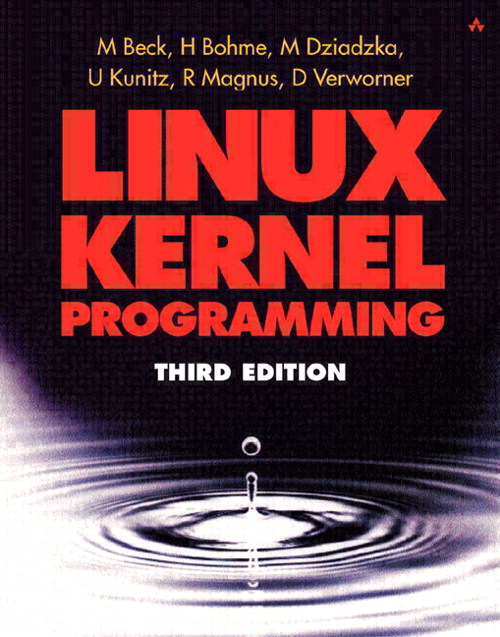 M Beck, H Bohme, M Dziadzka,
U Kunitz, R Magnus, D Verworner
LINUX
KERNEL
PROGRAMMING
THIRD EDITION